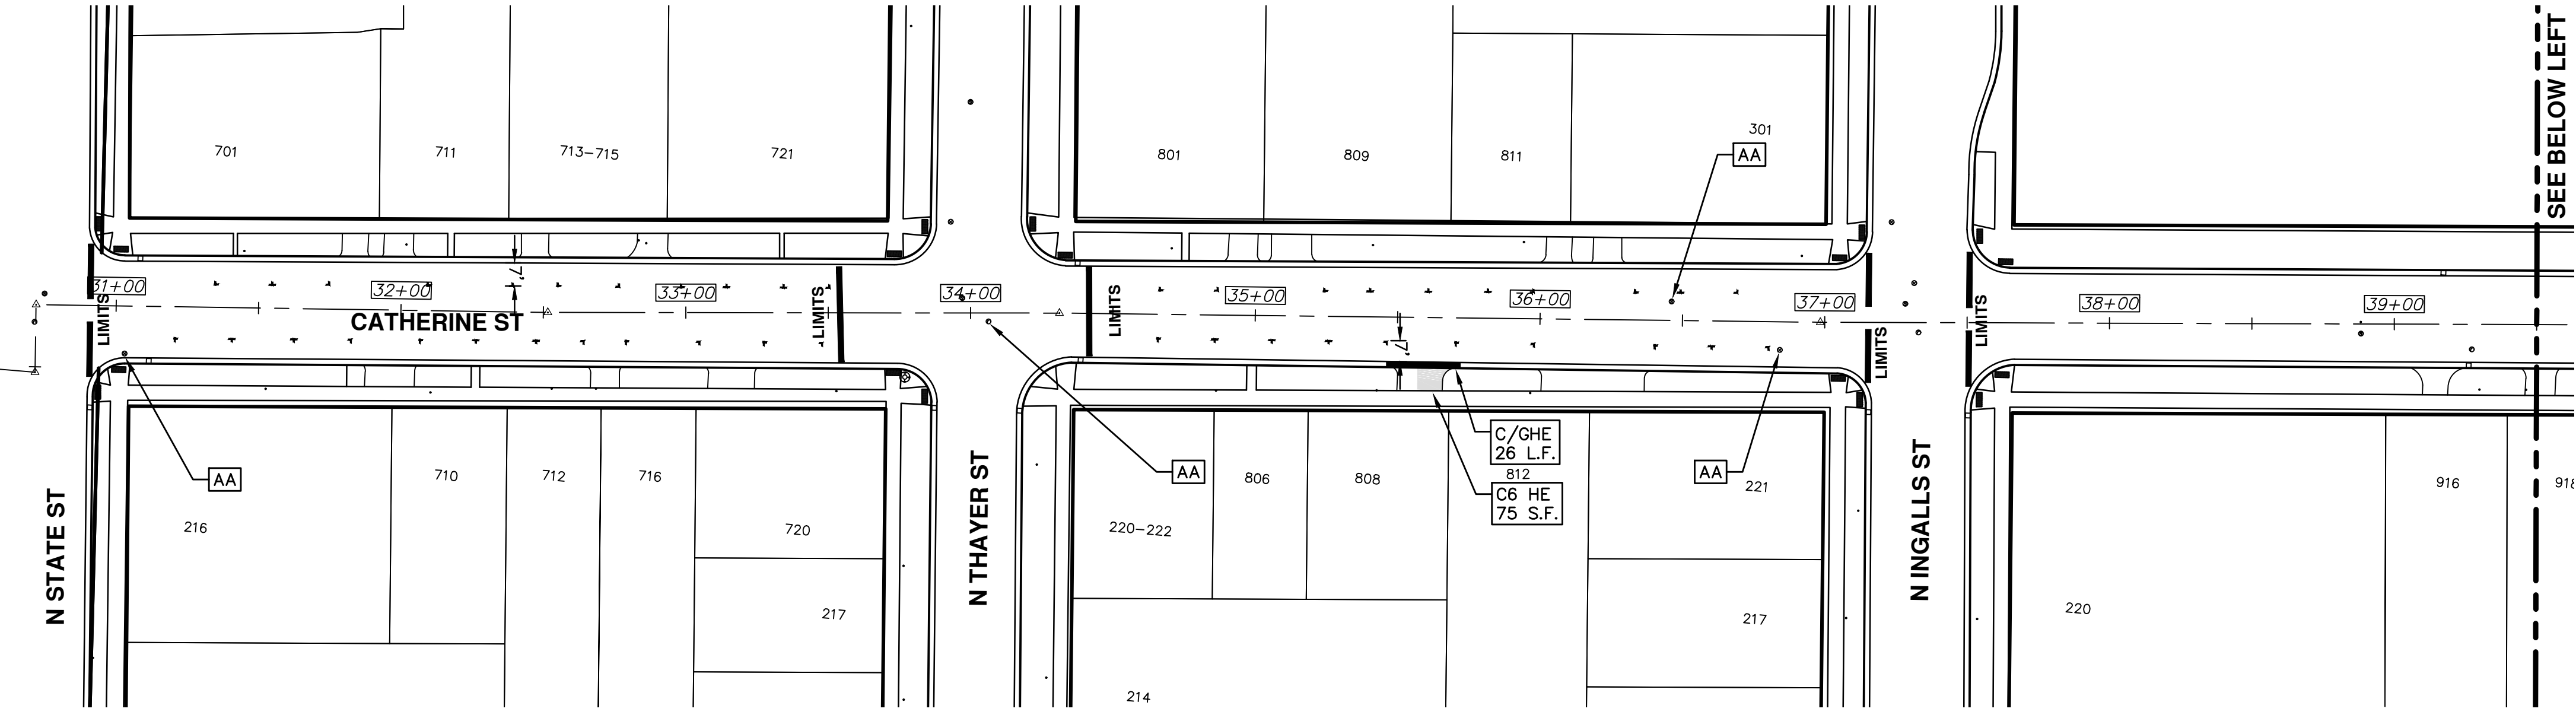 701
711
713-715
721
801
809
811
301
AA
SEE BELOW LEFT
7'
31+00
32+00
33+00
34+00
35+00
36+00
37+00
38+00
39+00
LIMITS
CATHERINE ST
LIMITS
LIMITS
7'
LIMITS
LIMITS
C/GHE
26 L.F.
812
C6 HE
75 S.F.
AA
AA
AA
216
710
712
716
720
217
220-222
806
808
221
217
214
916
918
220
N STATE ST
N THAYER ST
N INGALLS ST